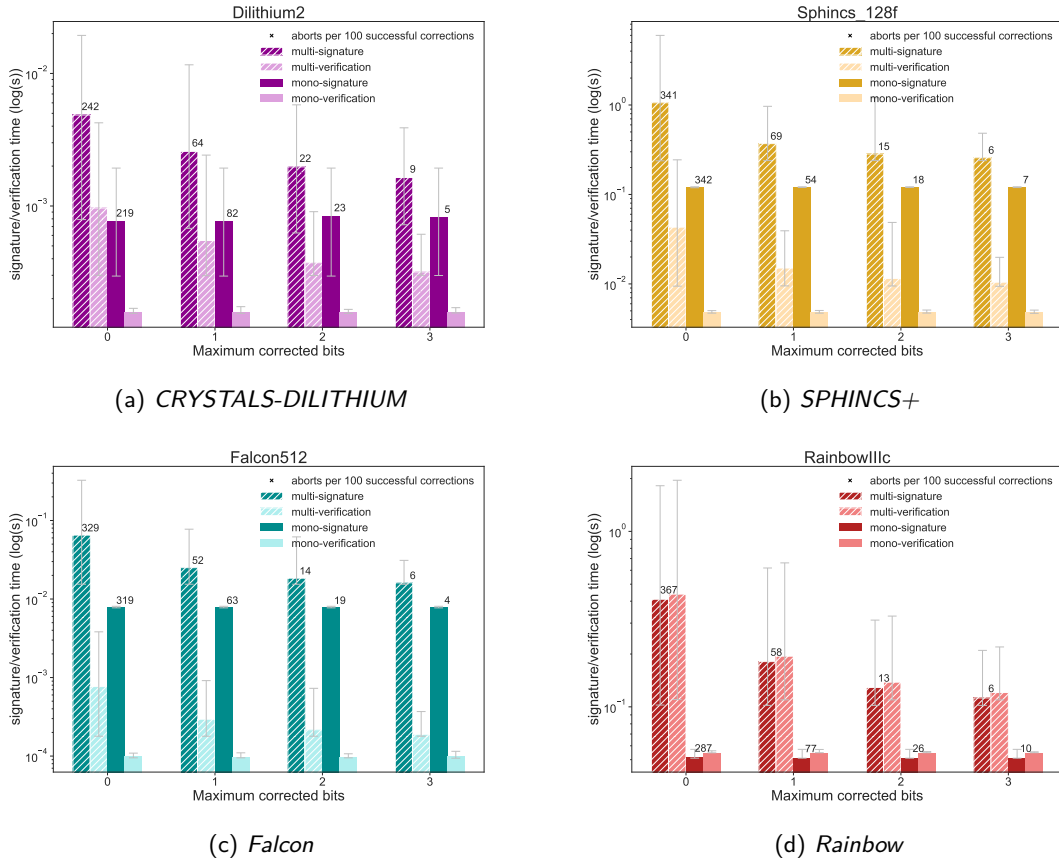 Dilithium2
signature/verification time (log(s))
10⁻²
10⁻³
× aborts per 100 successful corrections
multi-signature
multi-verification
mono-signature
mono-verification
242
219
64
82
22
23
9
5
0 1 2 3
Maximum corrected bits
(a) CRYSTALS-DILITHIUM
Sphincs_128f
signature/verification time (log(s))
10⁰
10⁻¹
10⁻²
× aborts per 100 successful corrections
multi-signature
multi-verification
mono-signature
mono-verification
341
342
69
54
15
18
6
7
0 1 2 3
Maximum corrected bits
(b) SPHINCS+
Falcon512
signature/verification time (log(s))
10⁻¹
10⁻²
10⁻³
10⁻⁴
× aborts per 100 successful corrections
multi-signature
multi-verification
mono-signature
mono-verification
329
319
52
63
14
19
6
4
0 1 2 3
Maximum corrected bits
(c) Falcon
RainbowIIIc
signature/verification time (log(s))
10⁰
10⁻¹
× aborts per 100 successful corrections
multi-signature
multi-verification
mono-signature
mono-verification
367
287
58
77
13
26
6
10
0 1 2 3
Maximum corrected bits
(d) Rainbow